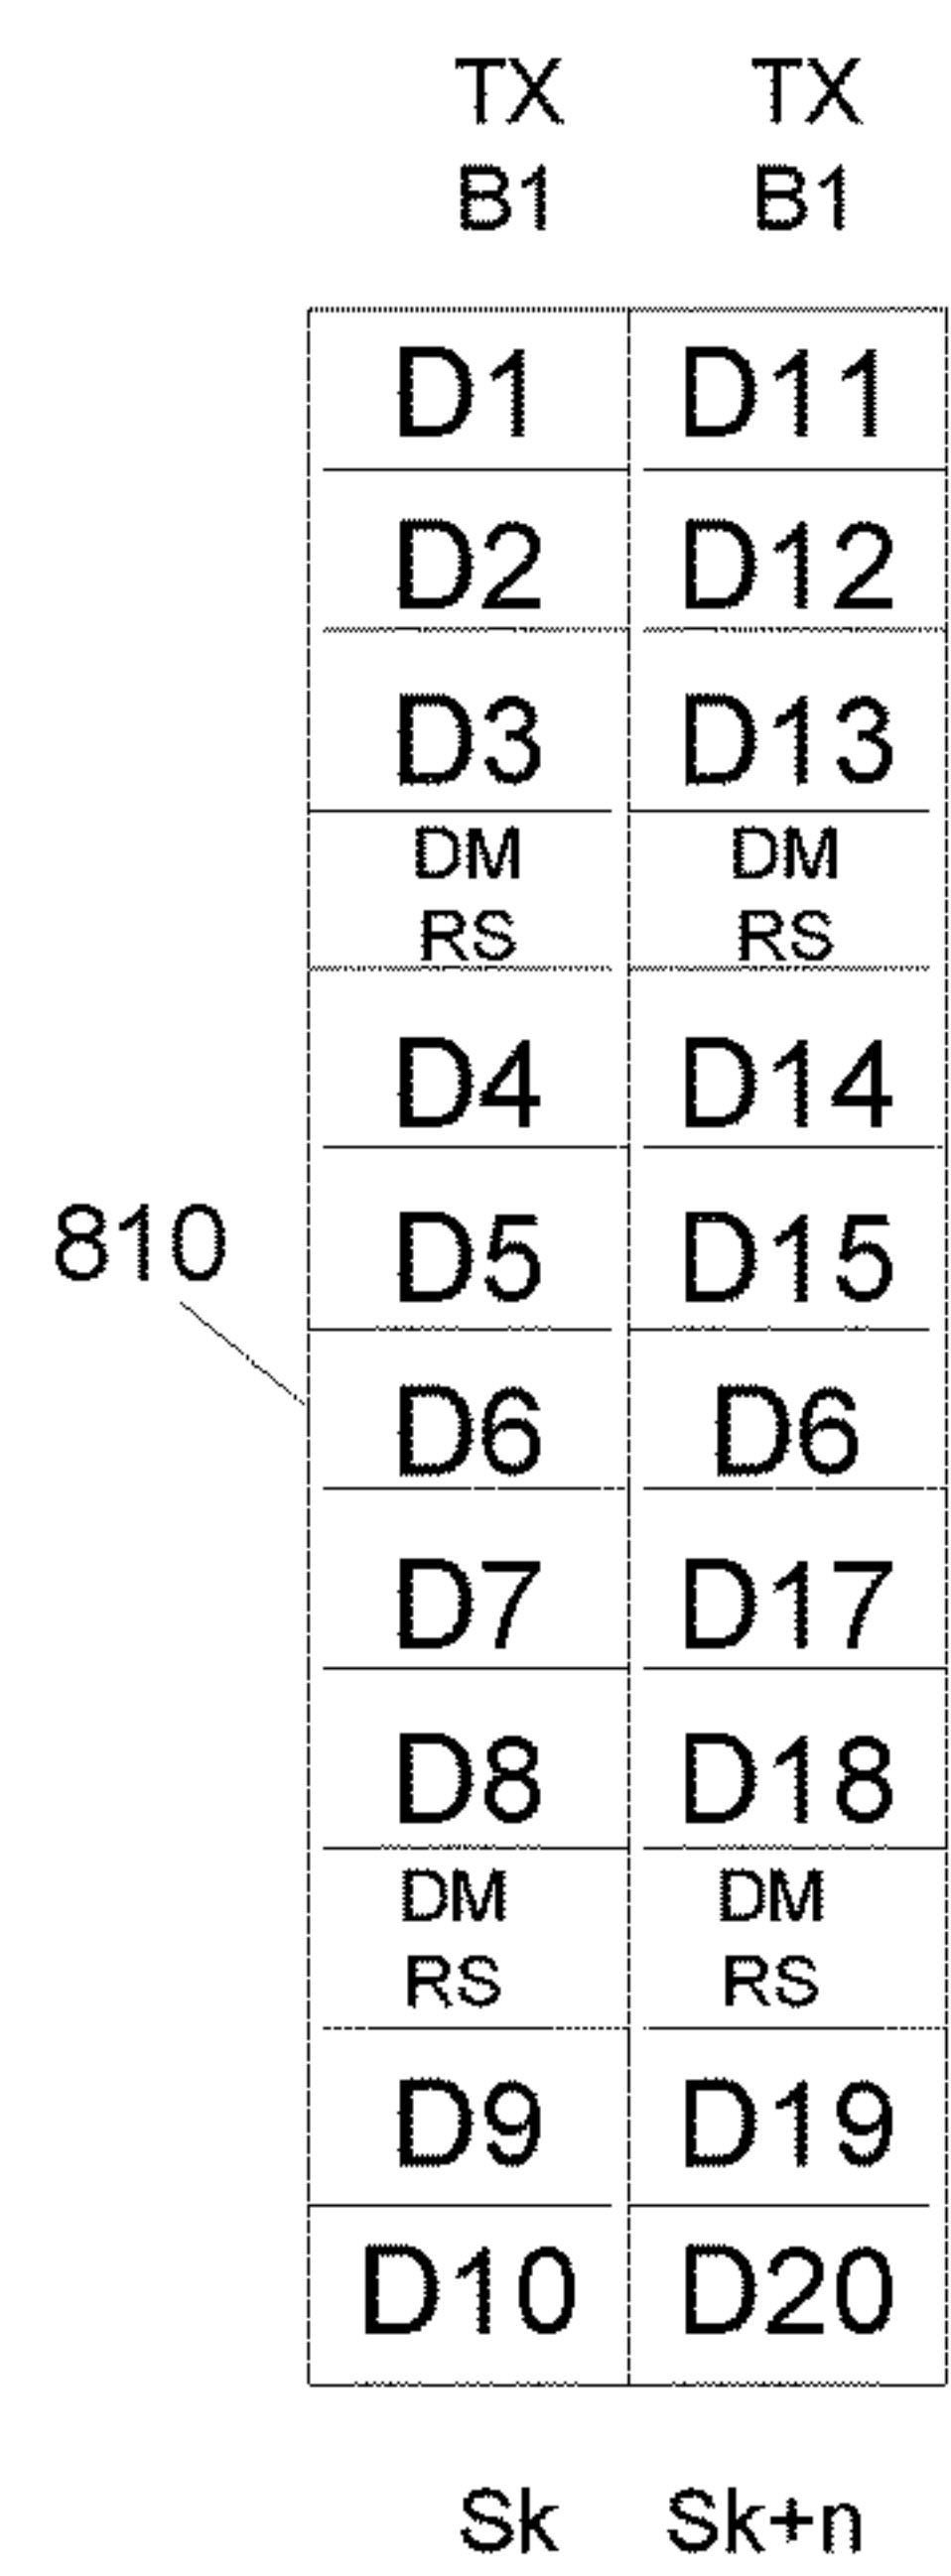 TX TX
B1 B1
D1 D11
D2 D12
D3 D13
DM DM
RS RS
D4 D14
810
D5 D15
D6 D6
D7 D17
D8 D18
DM DM
RS RS
D9 D19
D10 D20
Sk Sk+n